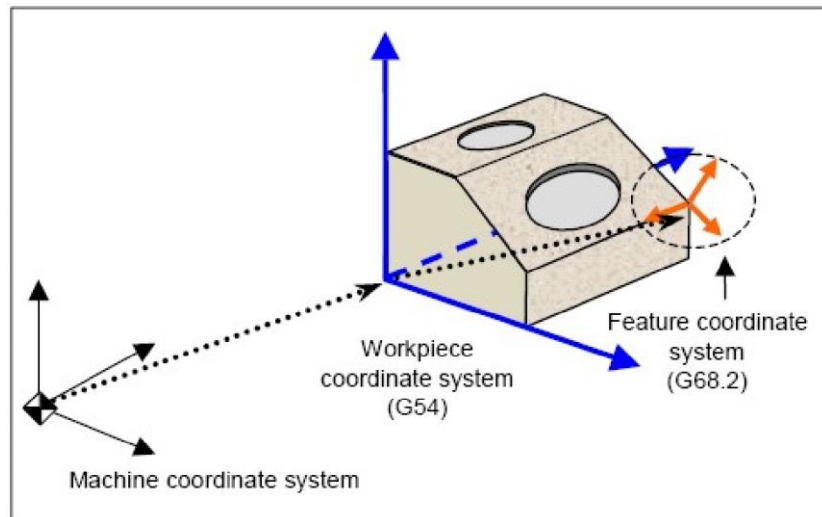 Workpiece
coordinate system
(G54)
Feature coordinate
system
(G68.2)
Machine coordinate system